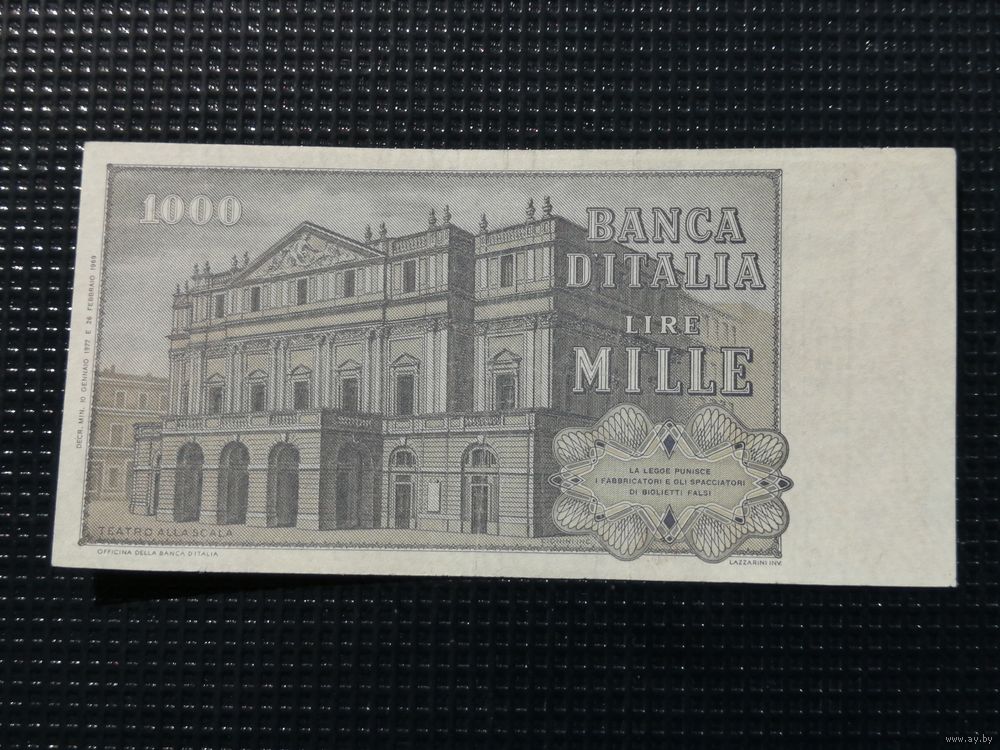 1000
BANCA
D'ITALIA
LIRE
MILLE
DECR. MIN. 10 GENNAIO 1977 E 26 FEBBRAIO 1969
LA LEGGE PUNISCE
I FABBRICATORI E GLI SPACCIATORI
DI BIGLIETTI FALSI
TEATRO ALLA SCALA
OFFICINA DELLA BANCA D'ITALIA
LAZZARINI INV.
www.ay.by